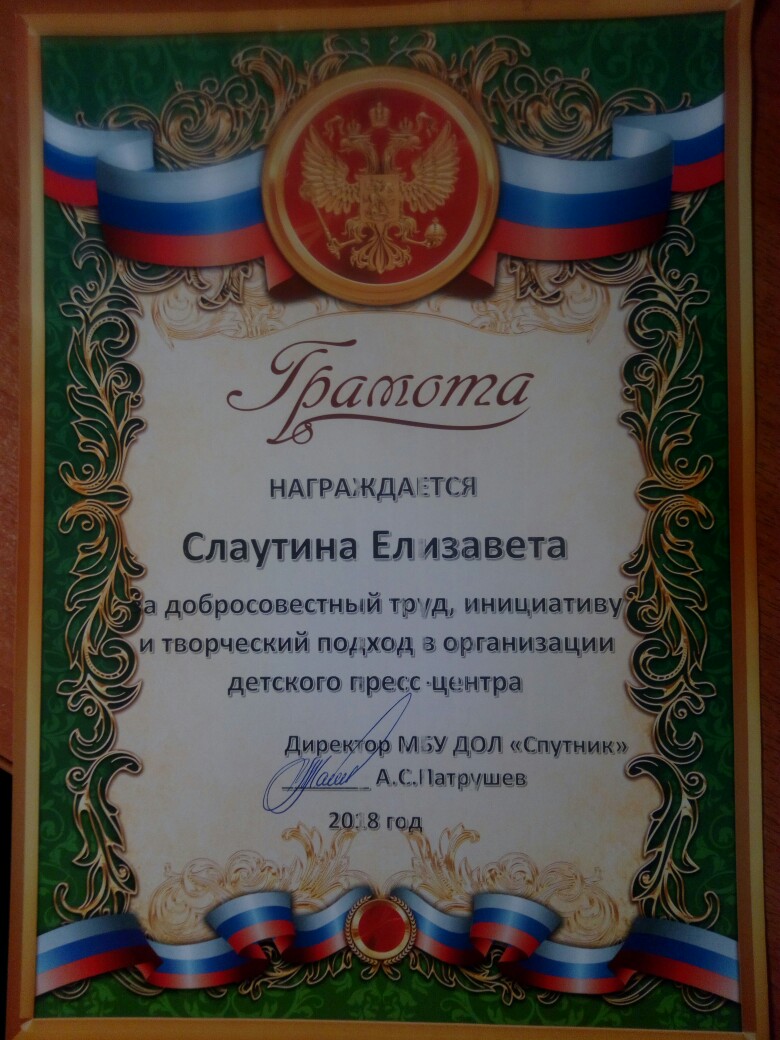 Грамота
НАГРАЖДАЕТСЯ
Слаутина Елизавета
за добросовестный труд, инициативу
и творческий подход в организации
детского пресс-центра
Директор МБУ ДОЛ «Спутник»
А.С.Патрушев
2018 год